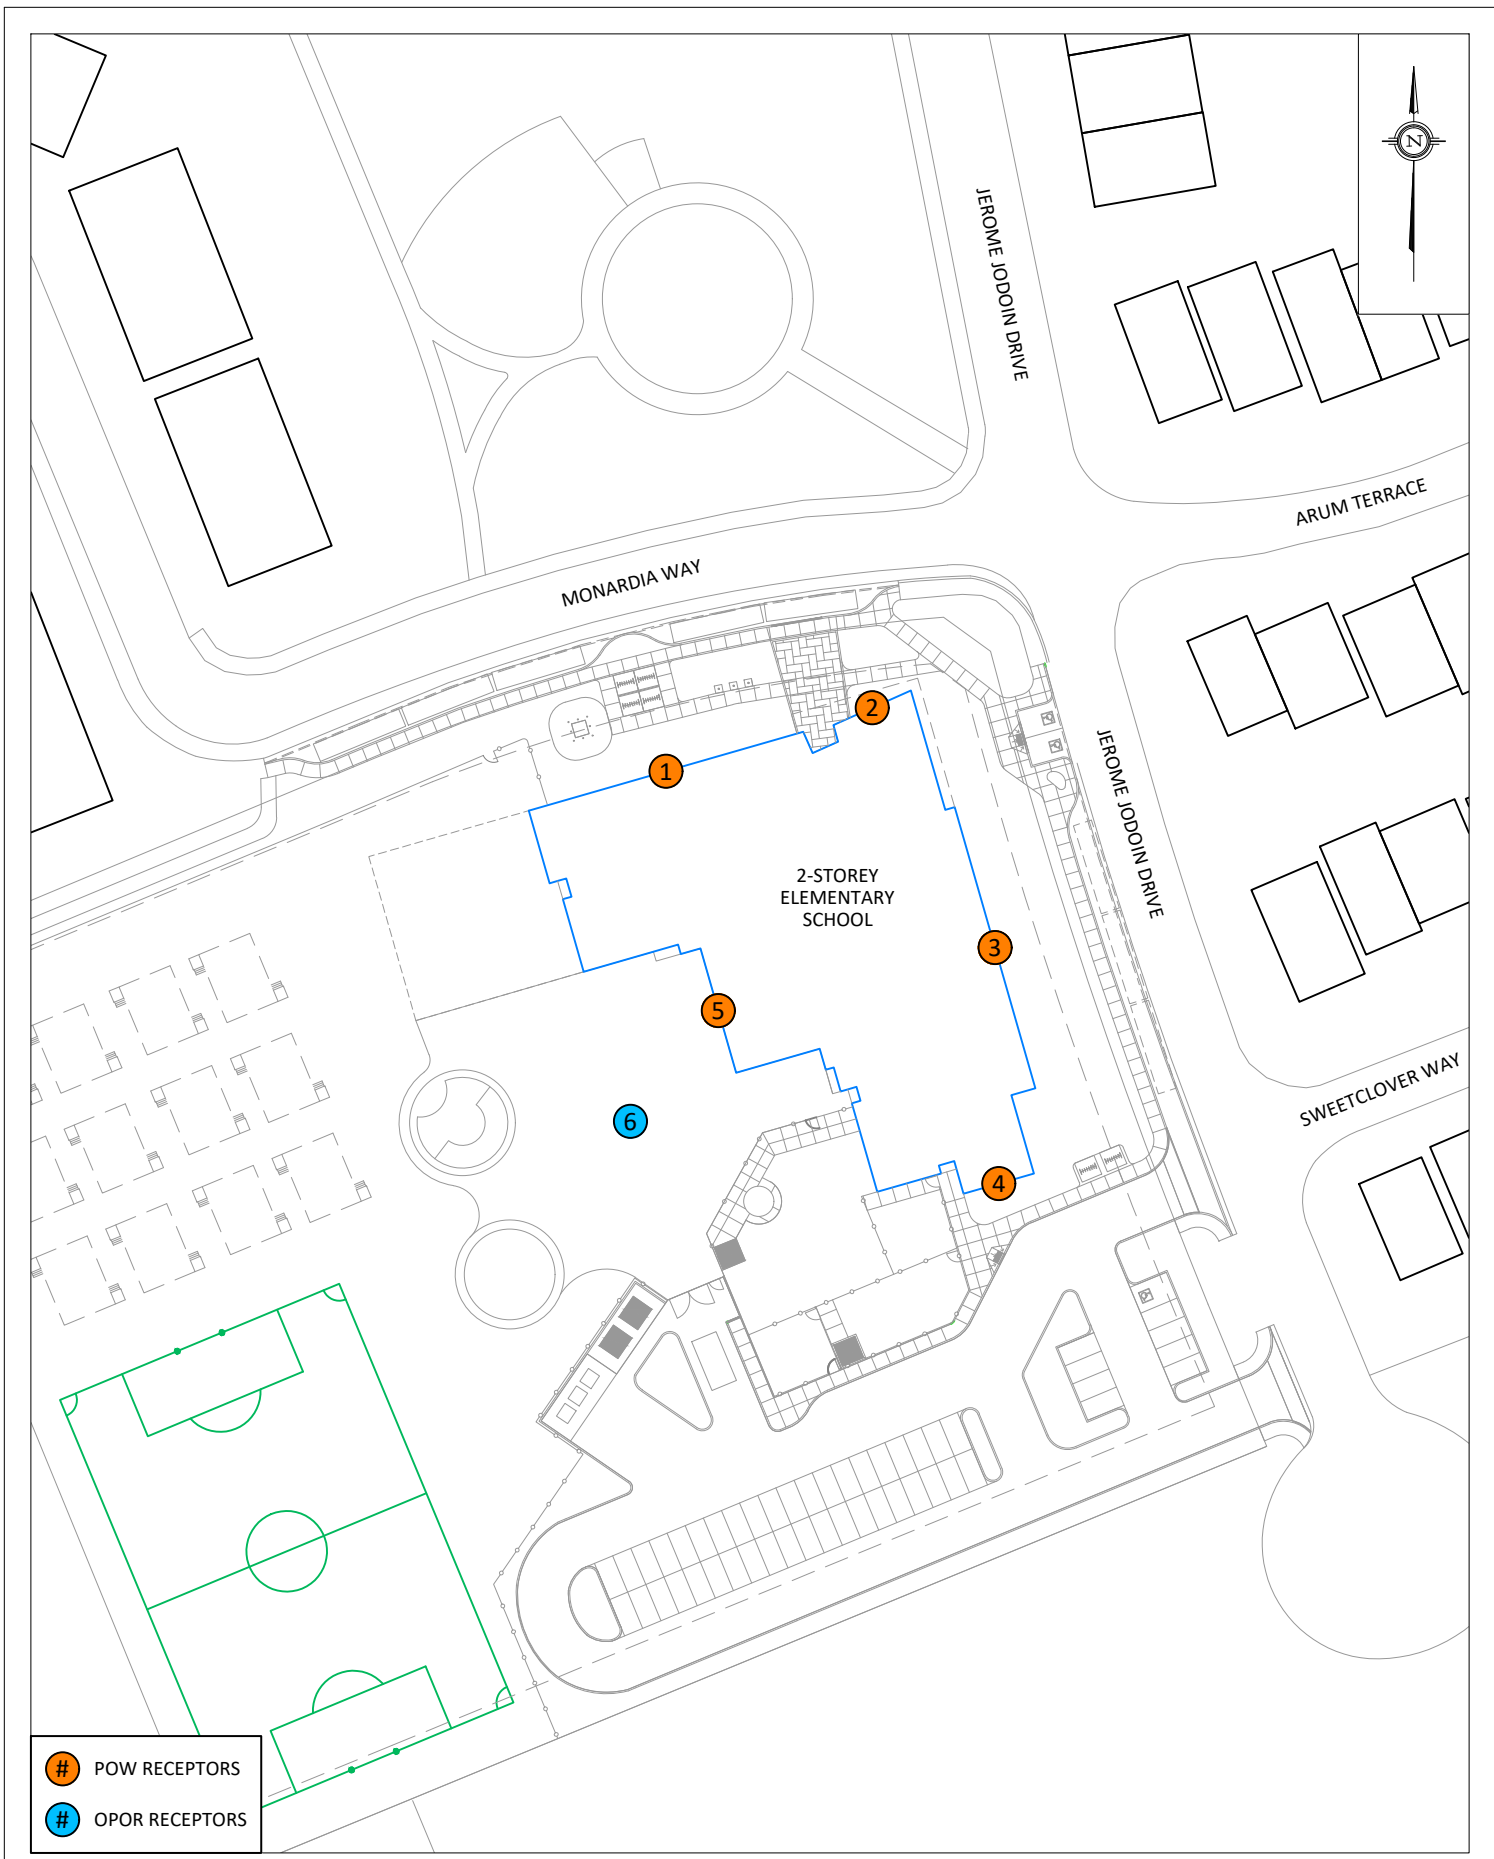 N
JEROME JODOIN DRIVE
ARUM TERRACE
MONARDIA WAY
2
1
JEROME JODOIN DRIVE
2-STOREY
ELEMENTARY
SCHOOL
3
5
SWEETCLOVER WAY
6
4
# POW RECEPTORS
# OPOR RECEPTORS